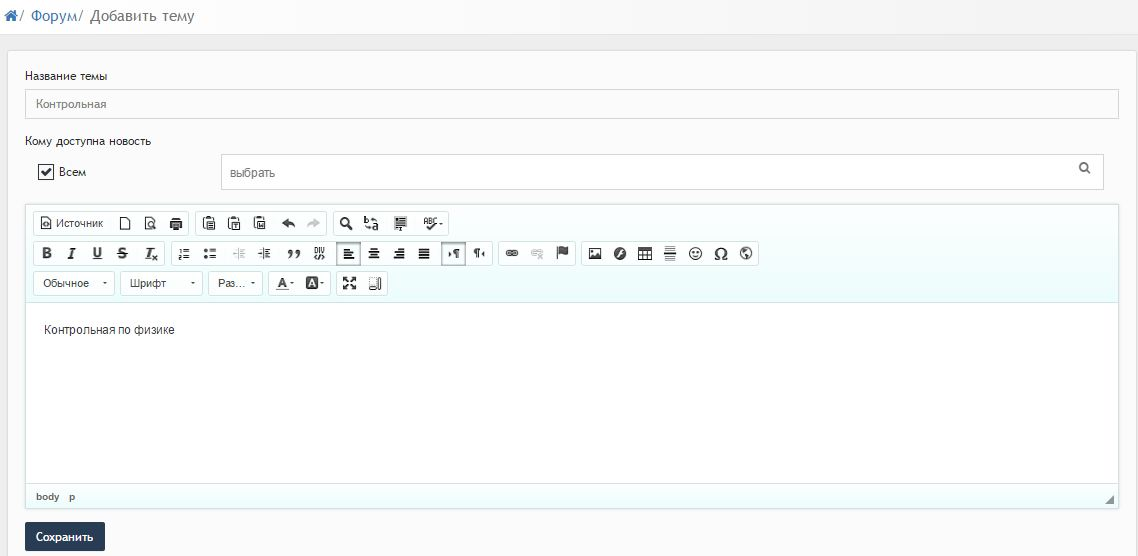 / Форум/ Добавить тему
Название темы
Контрольная
Кому доступна новость
Всем
выбрать
Источник
Обычное Шрифт Раз...
Контрольная по физике
body p
Сохранить